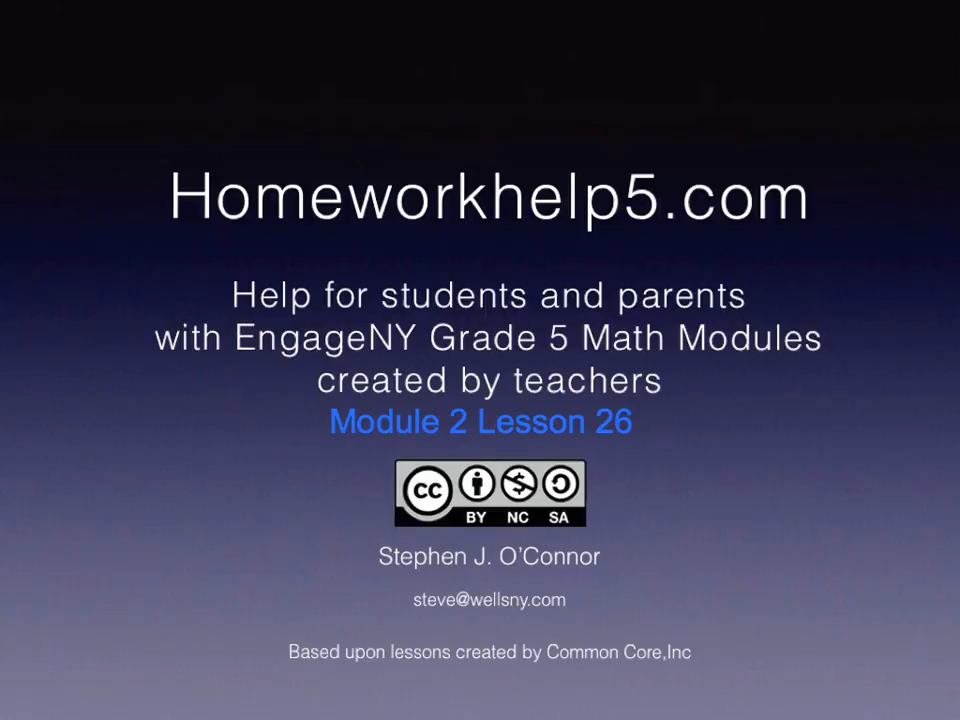 Homeworkhelp5.com
Help for students and parents
with EngageNY Grade 5 Math Modules
created by teachers
Module 2 Lesson 26
CC BY NC SA
Stephen J. O'Connor
steve@wellsny.com
Based upon lessons created by Common Core,Inc